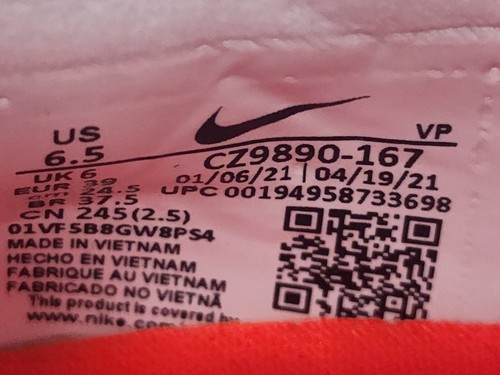 US
6.5
VP
CZ9890-167
UK 6
01/06/21 | 04/19/21
EUR 39
UPC 00194958733698
CM 24.5
BR 37.5
CN 245(2.5)
01VF5B8GW8PS4
MADE IN VIETNAM
HECHO EN VIETNAM
FABRIQUE AU VIETNAM
FABRICADO NO VIETNÃ
This product is covered by
www.nike.com